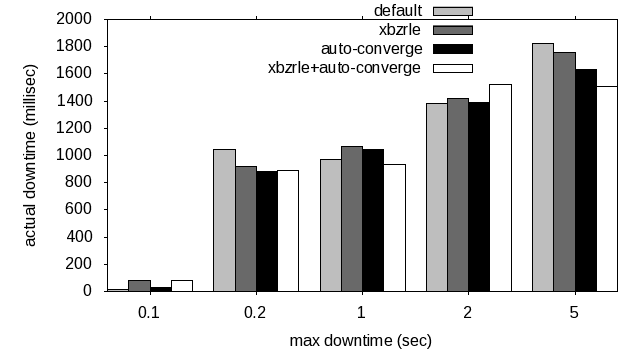 default
xbzrle
auto-converge
xbzrle+auto-converge
actual downtime (millisec)
2000
1800
1600
1400
1200
1000
800
600
400
200
0
0.1 0.2 1 2 5
max downtime (sec)